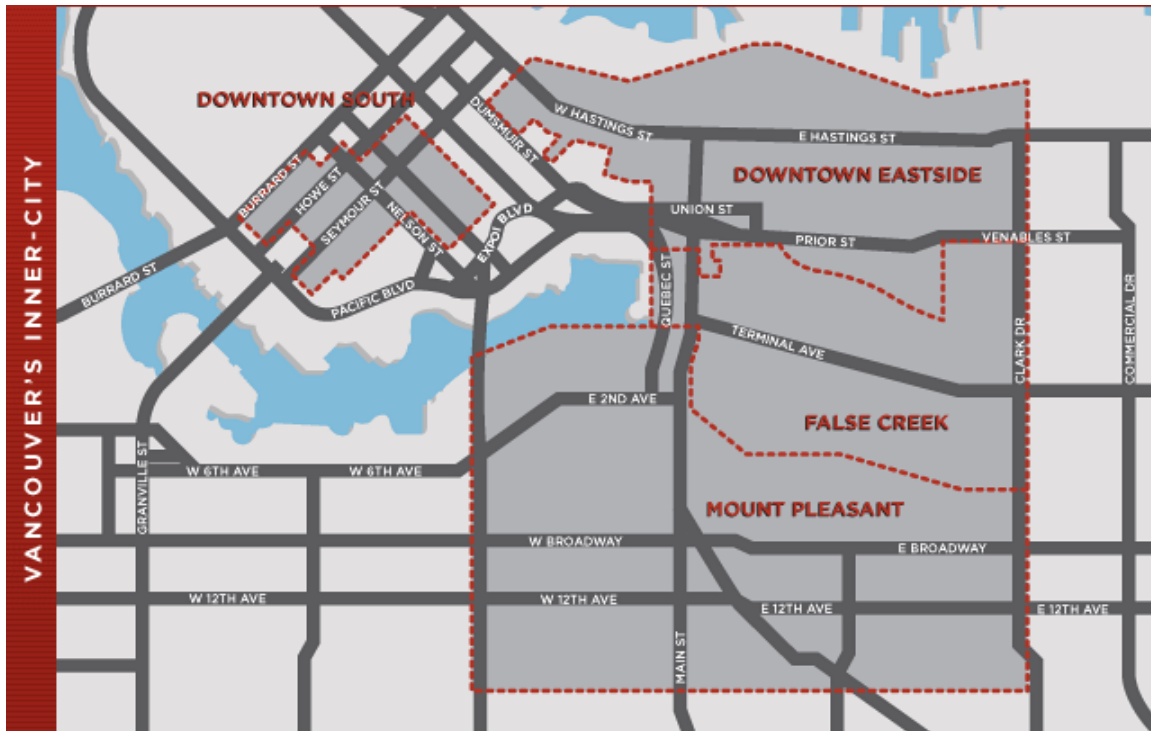 VANCOUVER'S INNER-CITY
DOWNTOWN SOUTH
DUMSMUIR ST
W HASTINGS ST
E HASTINGS ST
DOWNTOWN EASTSIDE
BURRARD ST
HOWE ST
SEYMOUR ST
NELSON ST
EXPOI BLVD
UNION ST
PRIOR ST
VENABLES ST
BURRARD ST
PACIFIC BLVD
QUEBEC ST
TERMINAL AVE
CLARK DR
COMMERCIAL DR
E 2ND AVE
FALSE CREEK
GRANVILLE ST
W 6TH AVE
W 6TH AVE
MOUNT PLEASANT
W BROADWAY
E BROADWAY
W 12TH AVE
W 12TH AVE
E 12TH AVE
E 12TH AVE
MAIN ST